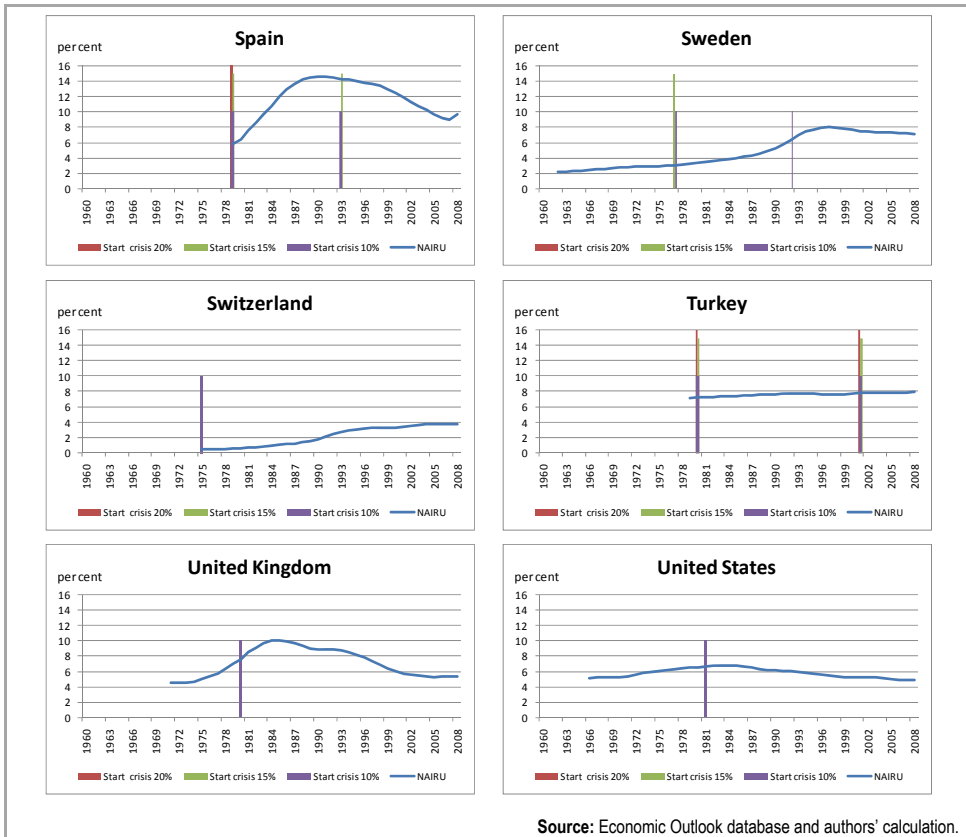 Spain
per cent
16
14
12
10
8
6
4
2
0
1960 1963 1966 1969 1972 1975 1978 1981 1984 1987 1990 1993 1996 1999 2002 2005 2008
Start crisis 20% Start crisis 15% Start crisis 10% NAIRU
Sweden
per cent
16
14
12
10
8
6
4
2
0
1960 1963 1966 1969 1972 1975 1978 1981 1984 1987 1990 1993 1996 1999 2002 2005 2008
Start crisis 20% Start crisis 15% Start crisis 10% NAIRU
Switzerland
per cent
16
14
12
10
8
6
4
2
0
1960 1963 1966 1969 1972 1975 1978 1981 1984 1987 1990 1993 1996 1999 2002 2005 2008
Start crisis 20% Start crisis 15% Start crisis 10% NAIRU
Turkey
per cent
16
14
12
10
8
6
4
2
0
1960 1963 1966 1969 1972 1975 1978 1981 1984 1987 1990 1993 1996 1999 2002 2005 2008
Start crisis 20% Start crisis 15% Start crisis 10% NAIRU
United Kingdom
per cent
16
14
12
10
8
6
4
2
0
1960 1963 1966 1969 1972 1975 1978 1981 1984 1987 1990 1993 1996 1999 2002 2005 2008
Start crisis 20% Start crisis 15% Start crisis 10% NAIRU
United States
per cent
16
14
12
10
8
6
4
2
0
1960 1963 1966 1969 1972 1975 1978 1981 1984 1987 1990 1993 1996 1999 2002 2005 2008
Start crisis 20% Start crisis 15% Start crisis 10% NAIRU
Source: Economic Outlook database and authors' calculation.